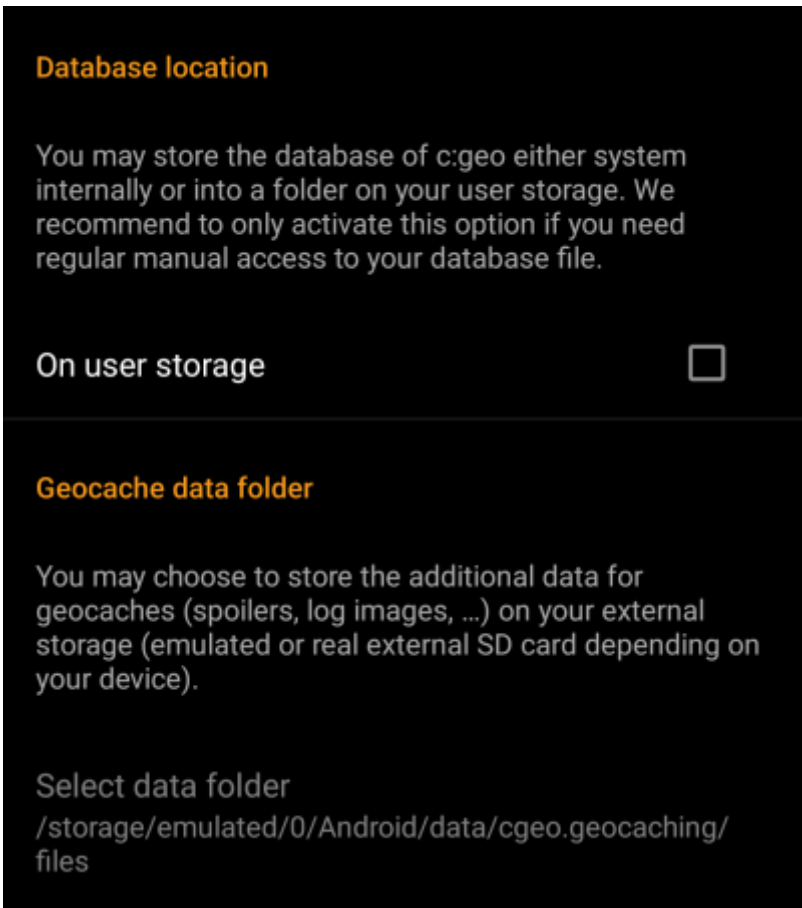 Database location
You may store the database of c:geo either system
internally or into a folder on your user storage. We
recommend to only activate this option if you need
regular manual access to your database file.
On user storage
Geocache data folder
You may choose to store the additional data for
geocaches (spoilers, log images, …) on your external
storage (emulated or real external SD card depending on
your device).
Select data folder
/storage/emulated/0/Android/data/cgeo.geocaching/
files